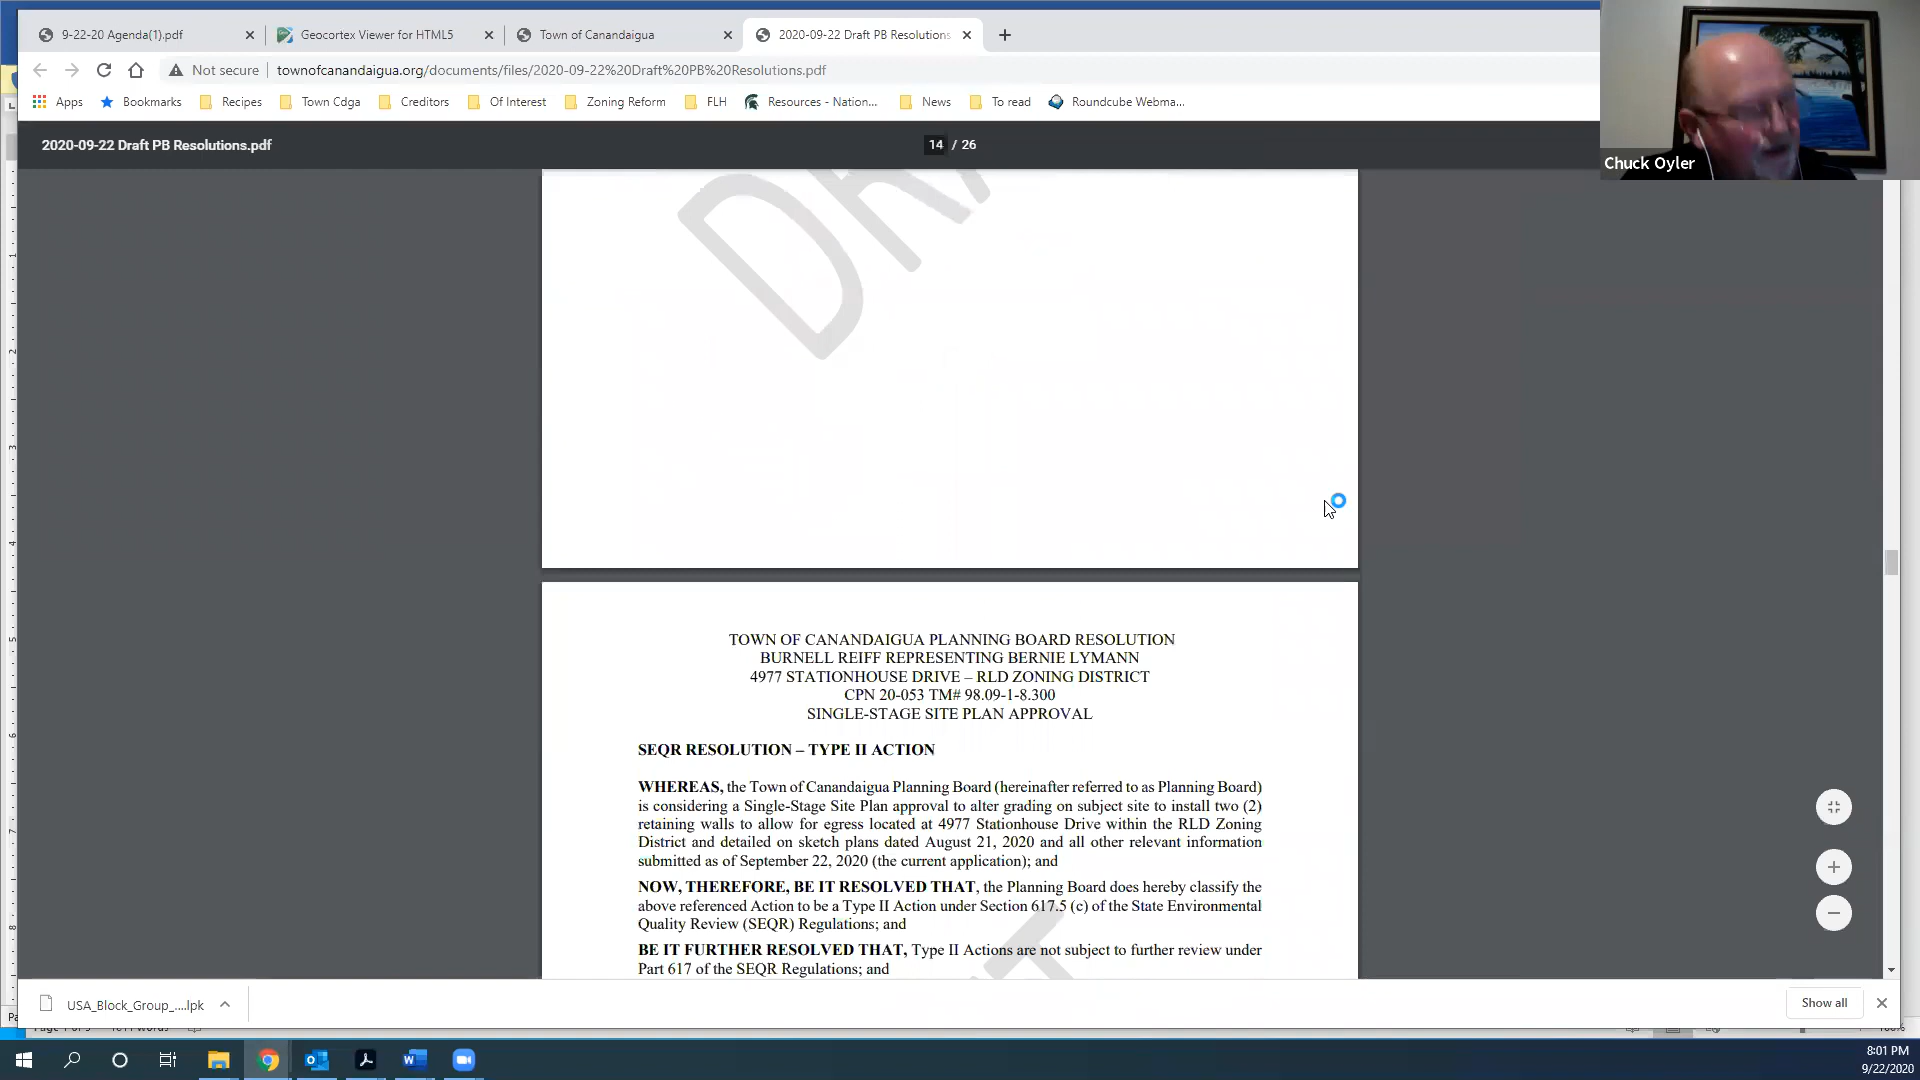 9-22-20 Agenda(1).pdf
Geocortex Viewer for HTML5
Town of Canandaigua
2020-09-22 Draft PB Resolutions
Not secure
townofcanandaigua.org/documents/files/2020-09-22%20Draft%20PB%20Resolutions.pdf
Apps
Bookmarks
Recipes
Town Cdga
Creditors
Of Interest
Zoning Reform
FLH
Resources - Nation...
News
To read
Roundcube Webma...
2020-09-22 Draft PB Resolutions.pdf
14 / 26
Chuck Oyler
TOWN OF CANANDAIGUA PLANNING BOARD RESOLUTION
BURNELL REIFF REPRESENTING BERNIE LYMANN
4977 STATIONHOUSE DRIVE – RLD ZONING DISTRICT
CPN 20-053 TM# 98.09-1-8.300
SINGLE-STAGE SITE PLAN APPROVAL
SEQR RESOLUTION – TYPE II ACTION
WHEREAS, the Town of Canandaigua Planning Board (hereinafter referred to as Planning Board)
is considering a Single-Stage Site Plan approval to alter grading on subject site to install two (2)
retaining walls to allow for egress located at 4977 Stationhouse Drive within the RLD Zoning
District and detailed on sketch plans dated August 21, 2020 and all other relevant information
submitted as of September 22, 2020 (the current application); and
NOW, THEREFORE, BE IT RESOLVED THAT, the Planning Board does hereby classify the
above referenced Action to be a Type II Action under Section 617.5 (c) of the State Environmental
Quality Review (SEQR) Regulations; and
BE IT FURTHER RESOLVED THAT, Type II Actions are not subject to further review under
Part 617 of the SEQR Regulations; and
USA_Block_Group_....lpk
Show all
8:01 PM
9/22/2020